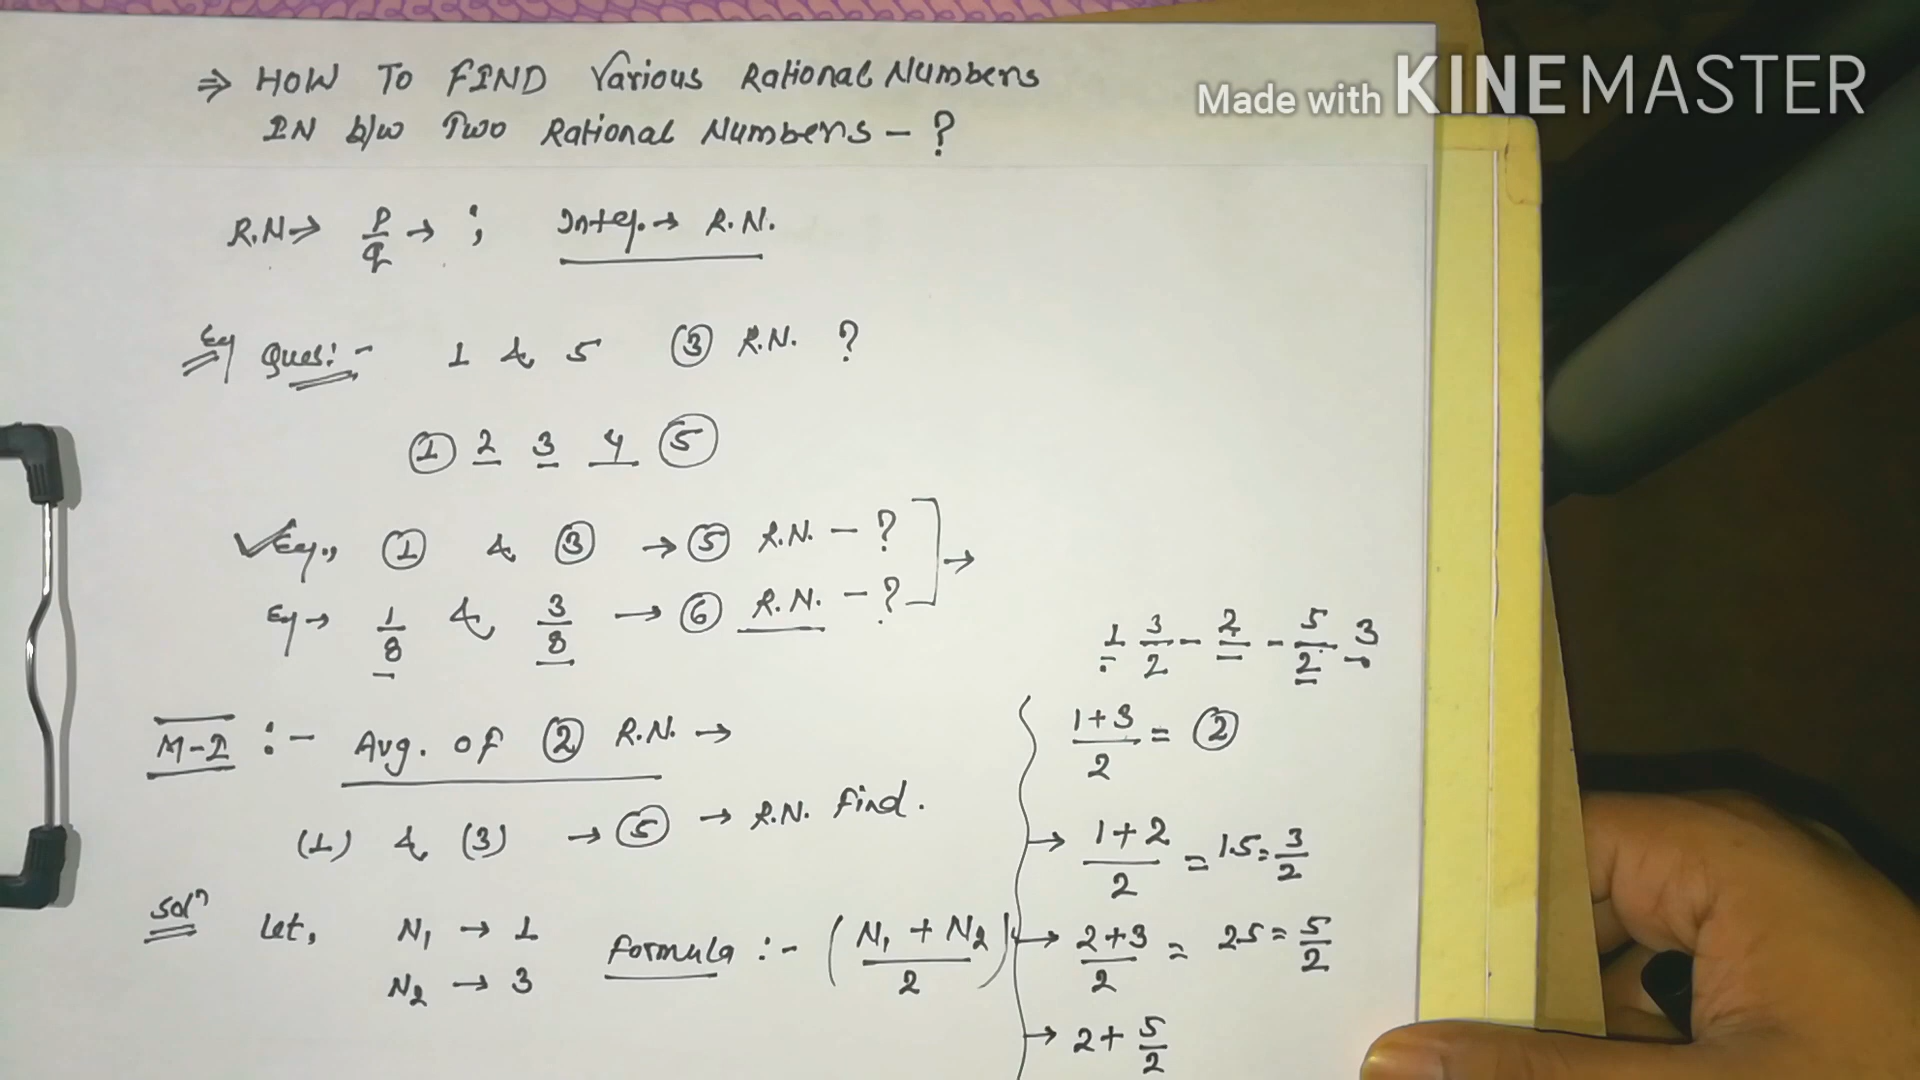 ⇒ HOW TO FIND Various Rational Numbers
IN b/w Two Rational Numbers - ?
Made with KINEMASTER
R.N → p/q → ; Integ. → R.N.
Eg Ques:- 1 & 5 ③ R.N. ?
① 2 3 4 ⑤
✓ Eg., ① & ③ → ⑤ R.N. - ?
Eg → 1/8 & 3/8 → ⑥ R.N. - ?
M-I :- Avg. of ② R.N. →
(1) & (3) → ⑤ → R.N. find.
Soln Let, N1 → 1
N2 → 3
Formula :- (N1 + N2 / 2)
1 3/2 - 2 - 5/2 3
1+3/2 = ②
→ 1+2/2 = 1.5 = 3/2
→ 2+3/2 = 2.5 = 5/2
→ 2 + 5/2